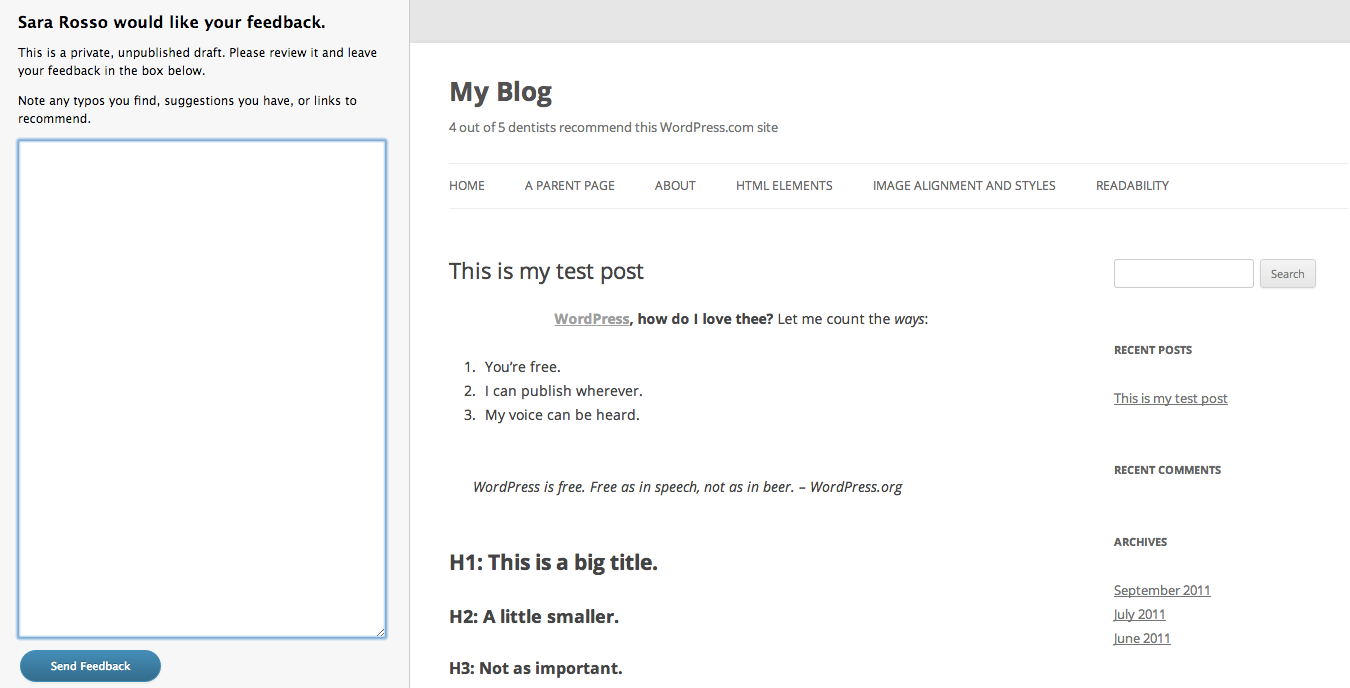 Sara Rosso would like your feedback.
This is a private, unpublished draft. Please review it and leave
your feedback in the box below.
Note any typos you find, suggestions you have, or links to
recommend.
Send Feedback
My Blog
4 out of 5 dentists recommend this WordPress.com site
HOME A PARENT PAGE ABOUT HTML ELEMENTS IMAGE ALIGNMENT AND STYLES READABILITY
This is my test post
WordPress, how do I love thee? Let me count the ways:
1. You’re free.
2. I can publish wherever.
3. My voice can be heard.
WordPress is free. Free as in speech, not as in beer. – WordPress.org
H1: This is a big title.
H2: A little smaller.
H3: Not as important.
Search
RECENT POSTS
This is my test post
RECENT COMMENTS
ARCHIVES
September 2011
July 2011
June 2011